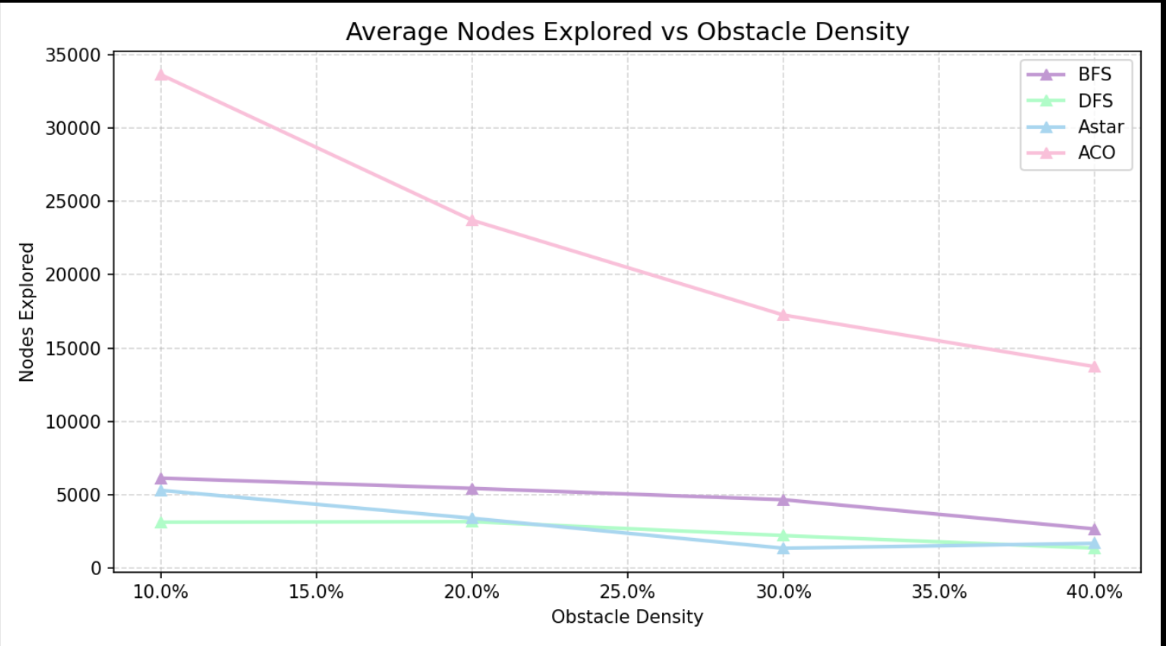 Average Nodes Explored vs Obstacle Density
35000
30000
25000
20000
15000
10000
5000
0
Nodes Explored
BFS
DFS
Astar
ACO
10.0% 15.0% 20.0% 25.0% 30.0% 35.0% 40.0%
Obstacle Density